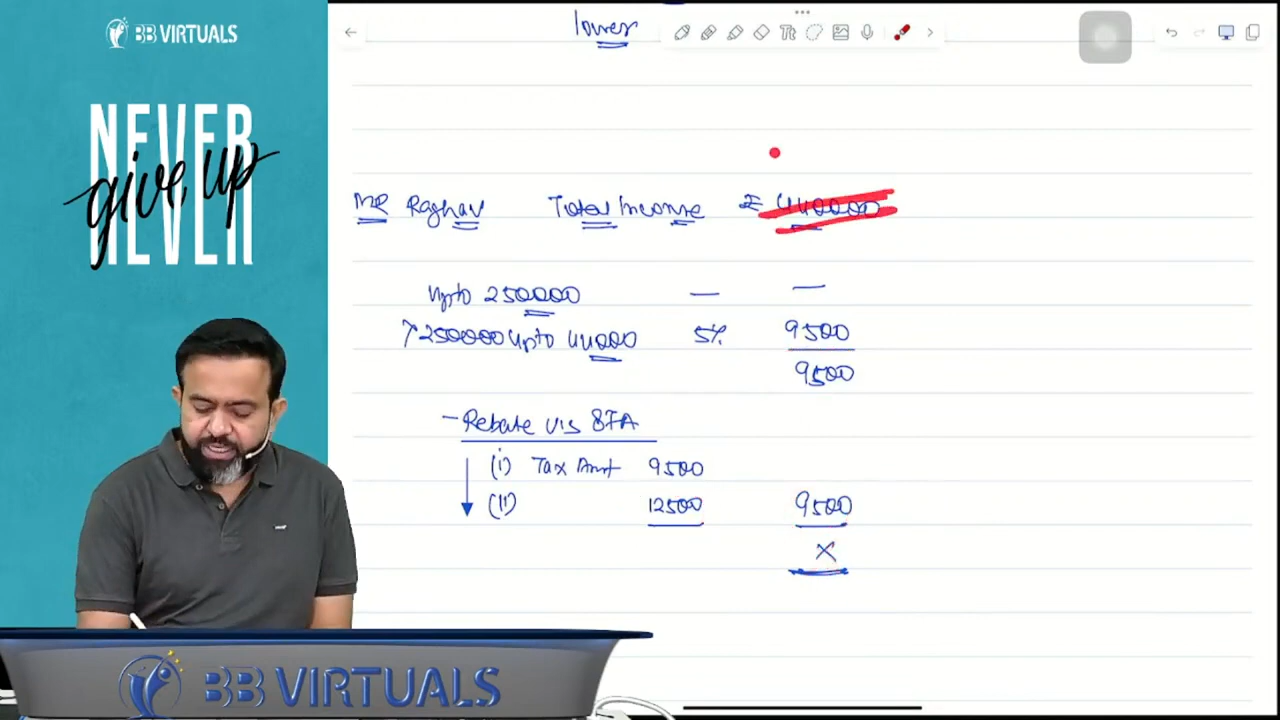 BB VIRTUALS
NEVER
give up
NEVER
lower
MR Raghav Total Income = 440000
Upto 250000 — —
↑250000 upto 44000 5% 9500
9500
- Rebate u/s 87A
(i) Tax Amt 9500
(ii) 12500 9500
X
BB VIRTUALS